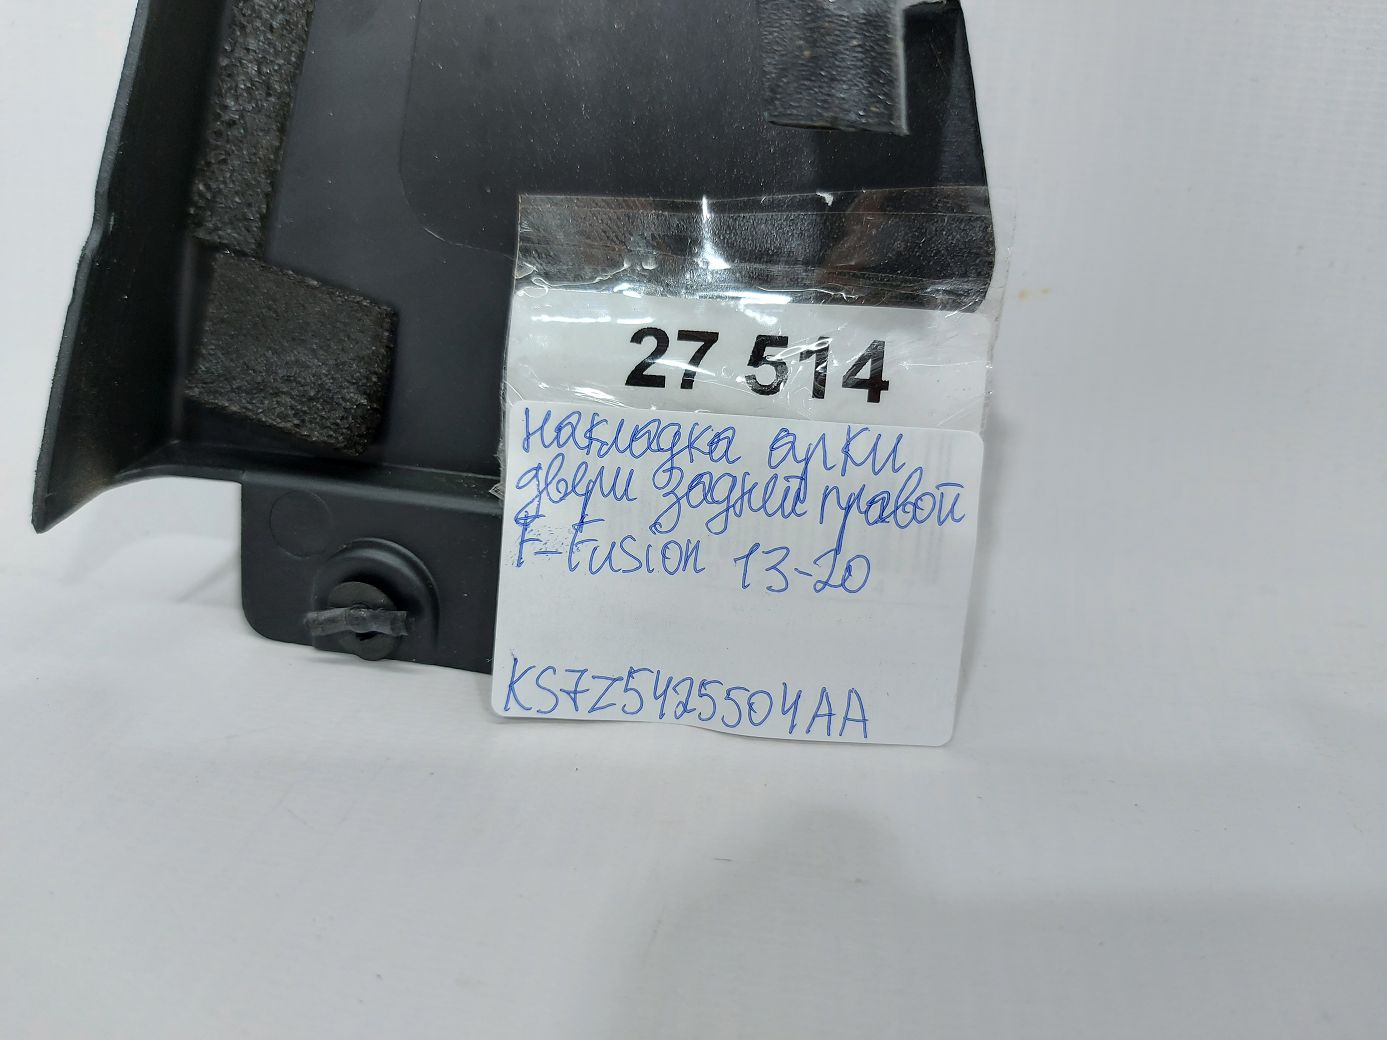 27 514
накладка арки
двери задней правой
F-Fusion 13-20
KS7Z5425504AA